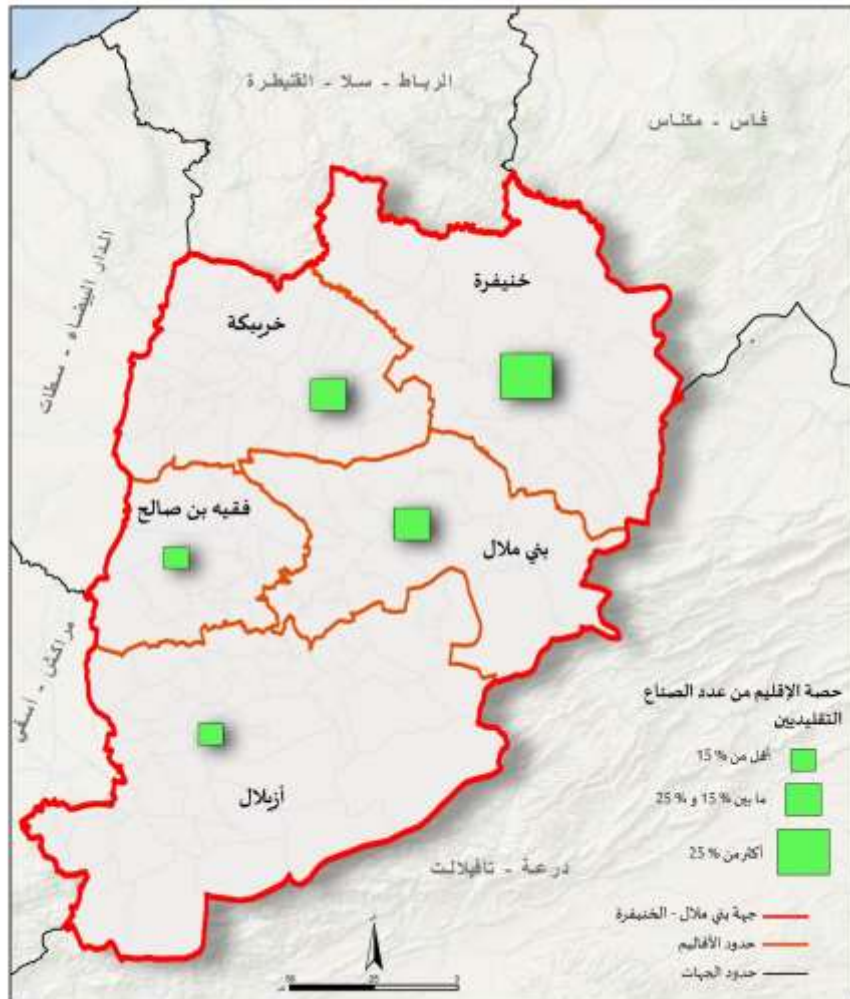 الرباط - سلا - القنيطرة
فاس - مكناس
الدار البيضاء - سطات
خنيفرة
خريبكة
فقيه بن صالح
بني ملال
مراكش - اسفي
أزيلال
درعة - تافيلالت
حصة الإقليم من عدد الصناع
التقليديين
أقل من % 15
ما بين % 15 و % 25
أكثر من % 25
جهة بني ملال - الخنيفرة
حدود الأقاليم
حدود الجهات